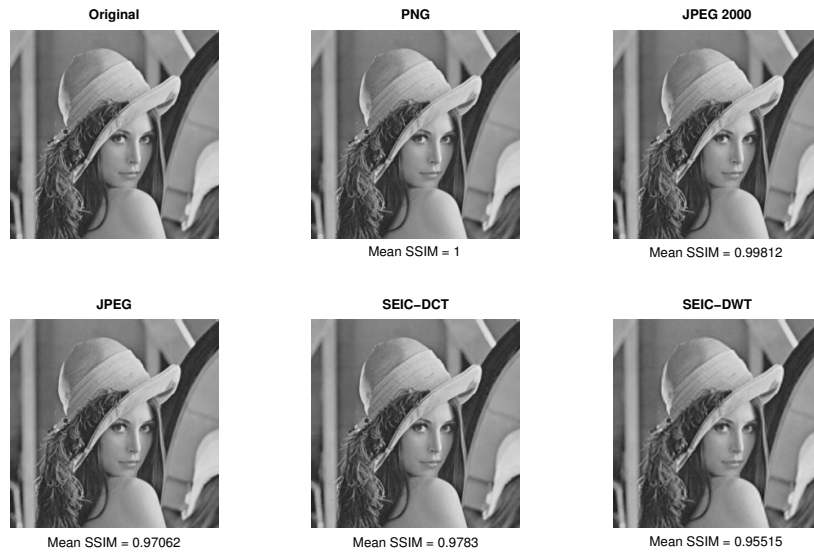 Original
PNG
JPEG 2000
Mean SSIM = 1
Mean SSIM = 0.99812
JPEG
SEIC−DCT
SEIC−DWT
Mean SSIM = 0.97062
Mean SSIM = 0.9783
Mean SSIM = 0.95515